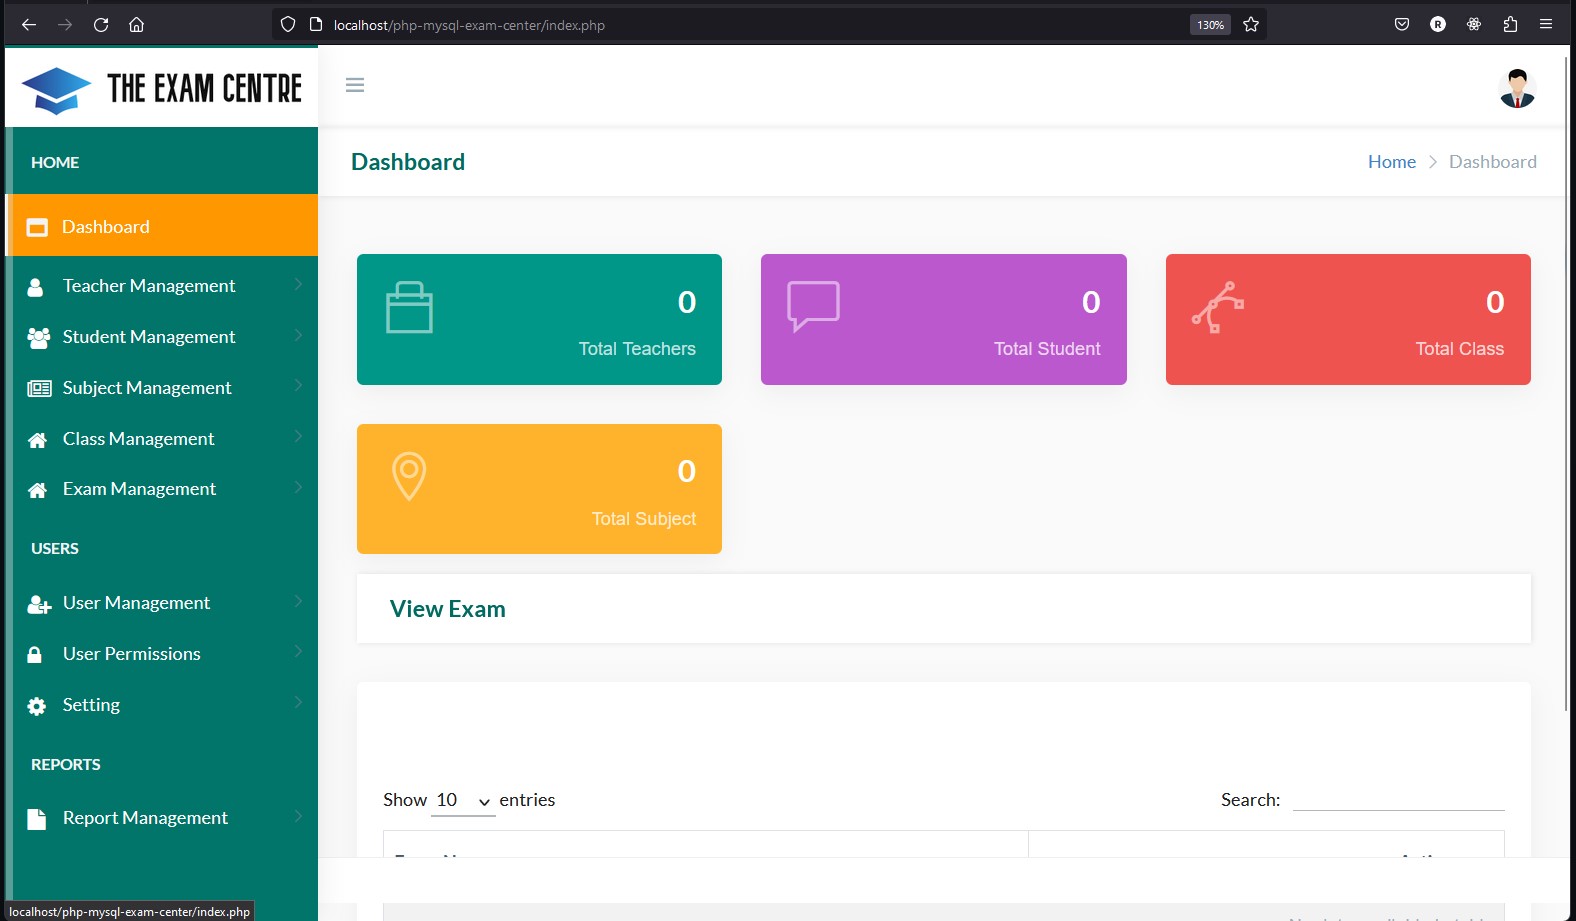 localhost/php-mysql-exam-center/index.php
130%
R
THE EXAM CENTRE
HOME
Dashboard
Teacher Management
Student Management
Subject Management
Class Management
Exam Management
USERS
User Management
User Permissions
Setting
REPORTS
Report Management
Dashboard
Home > Dashboard
0
Total Teachers
0
Total Student
0
Total Class
0
Total Subject
View Exam
Show 10 entries
Search:
localhost/php-mysql-exam-center/index.php